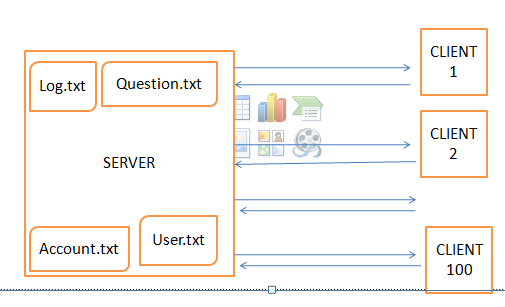 Log.txt
Question.txt
SERVER
Account.txt
User.txt
CLIENT
1
CLIENT
2
CLIENT
100